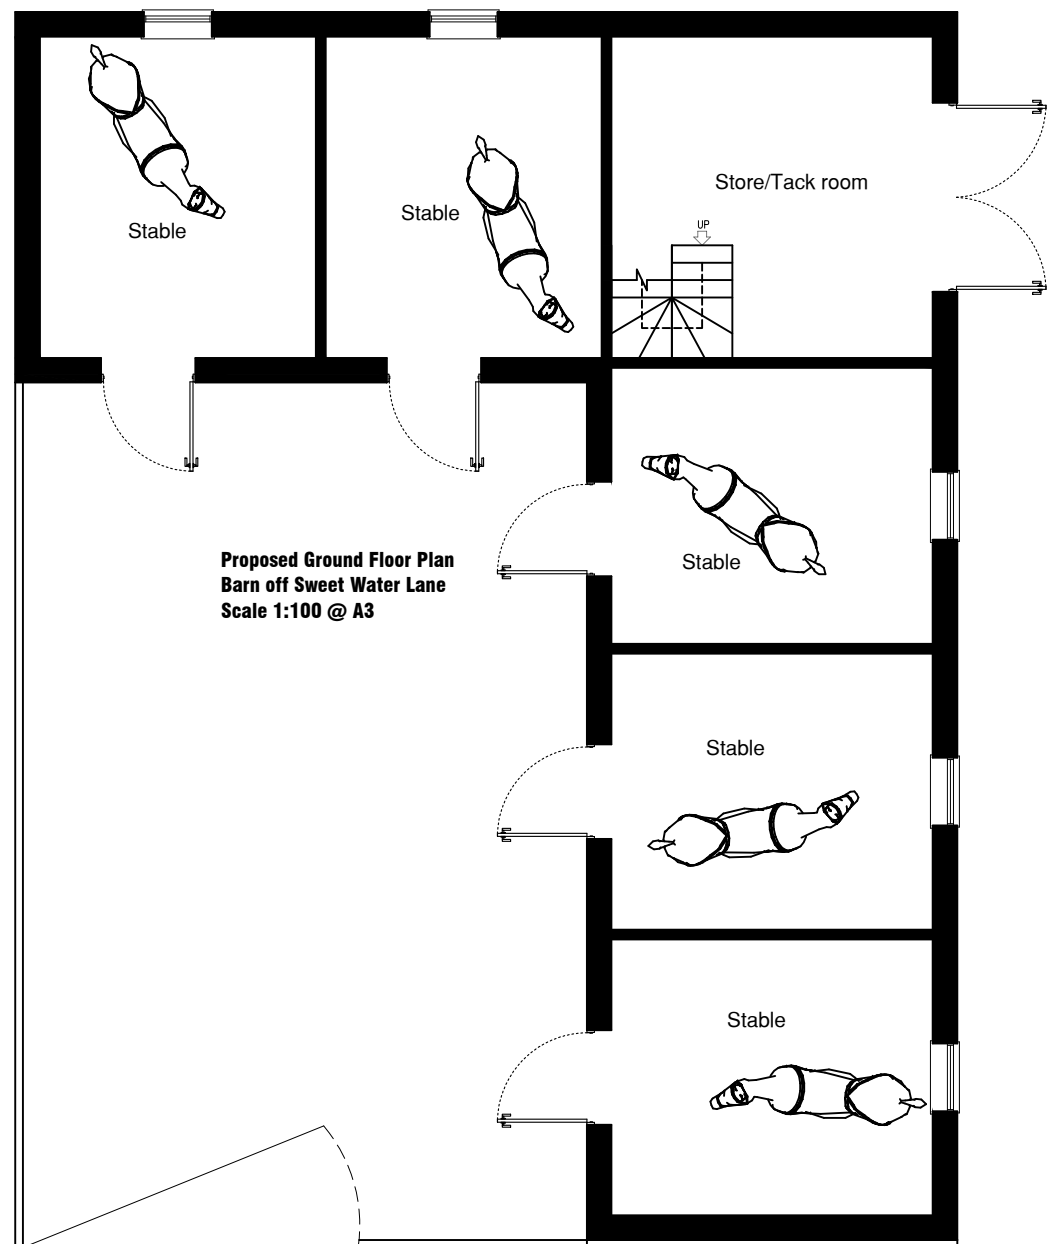 Store/Tack room
Stable
Stable
UP
Proposed Ground Floor Plan
Barn off Sweet Water Lane
Scale 1:100 @ A3
Stable
Stable
Stable